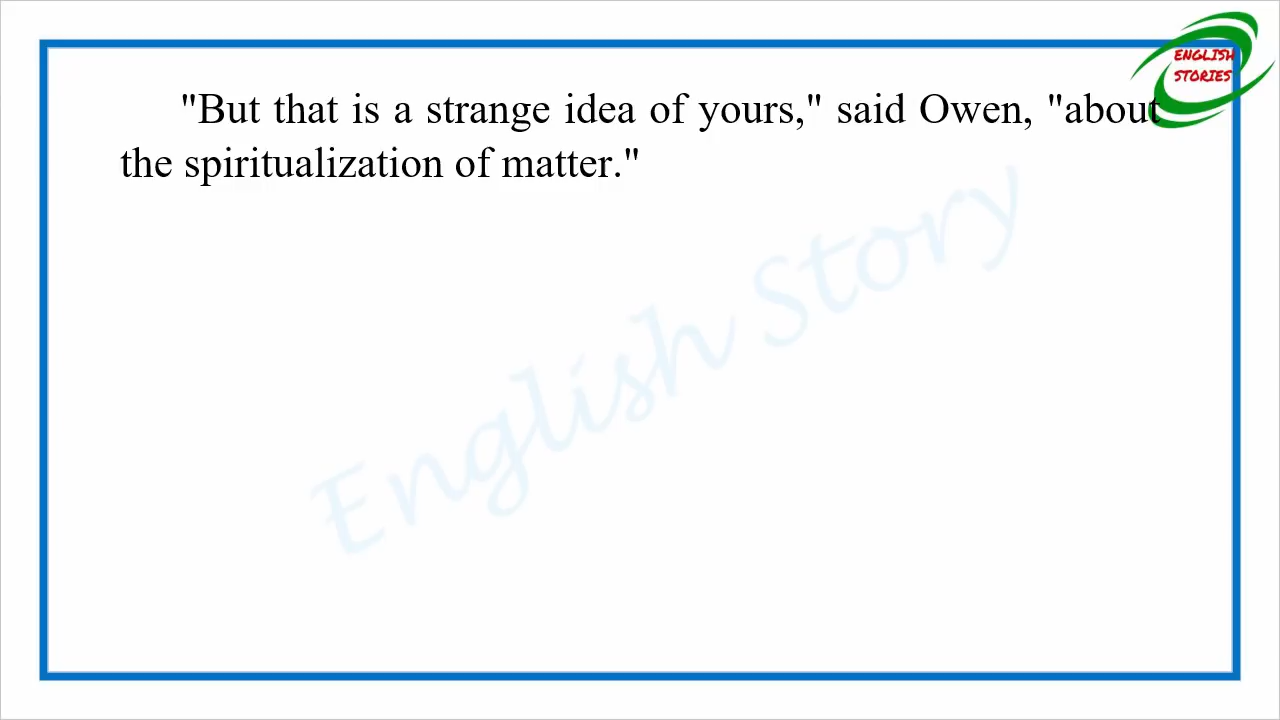 ENGLISH
STORIES
"But that is a strange idea of yours," said Owen, "about
the spiritualization of matter."
English Story